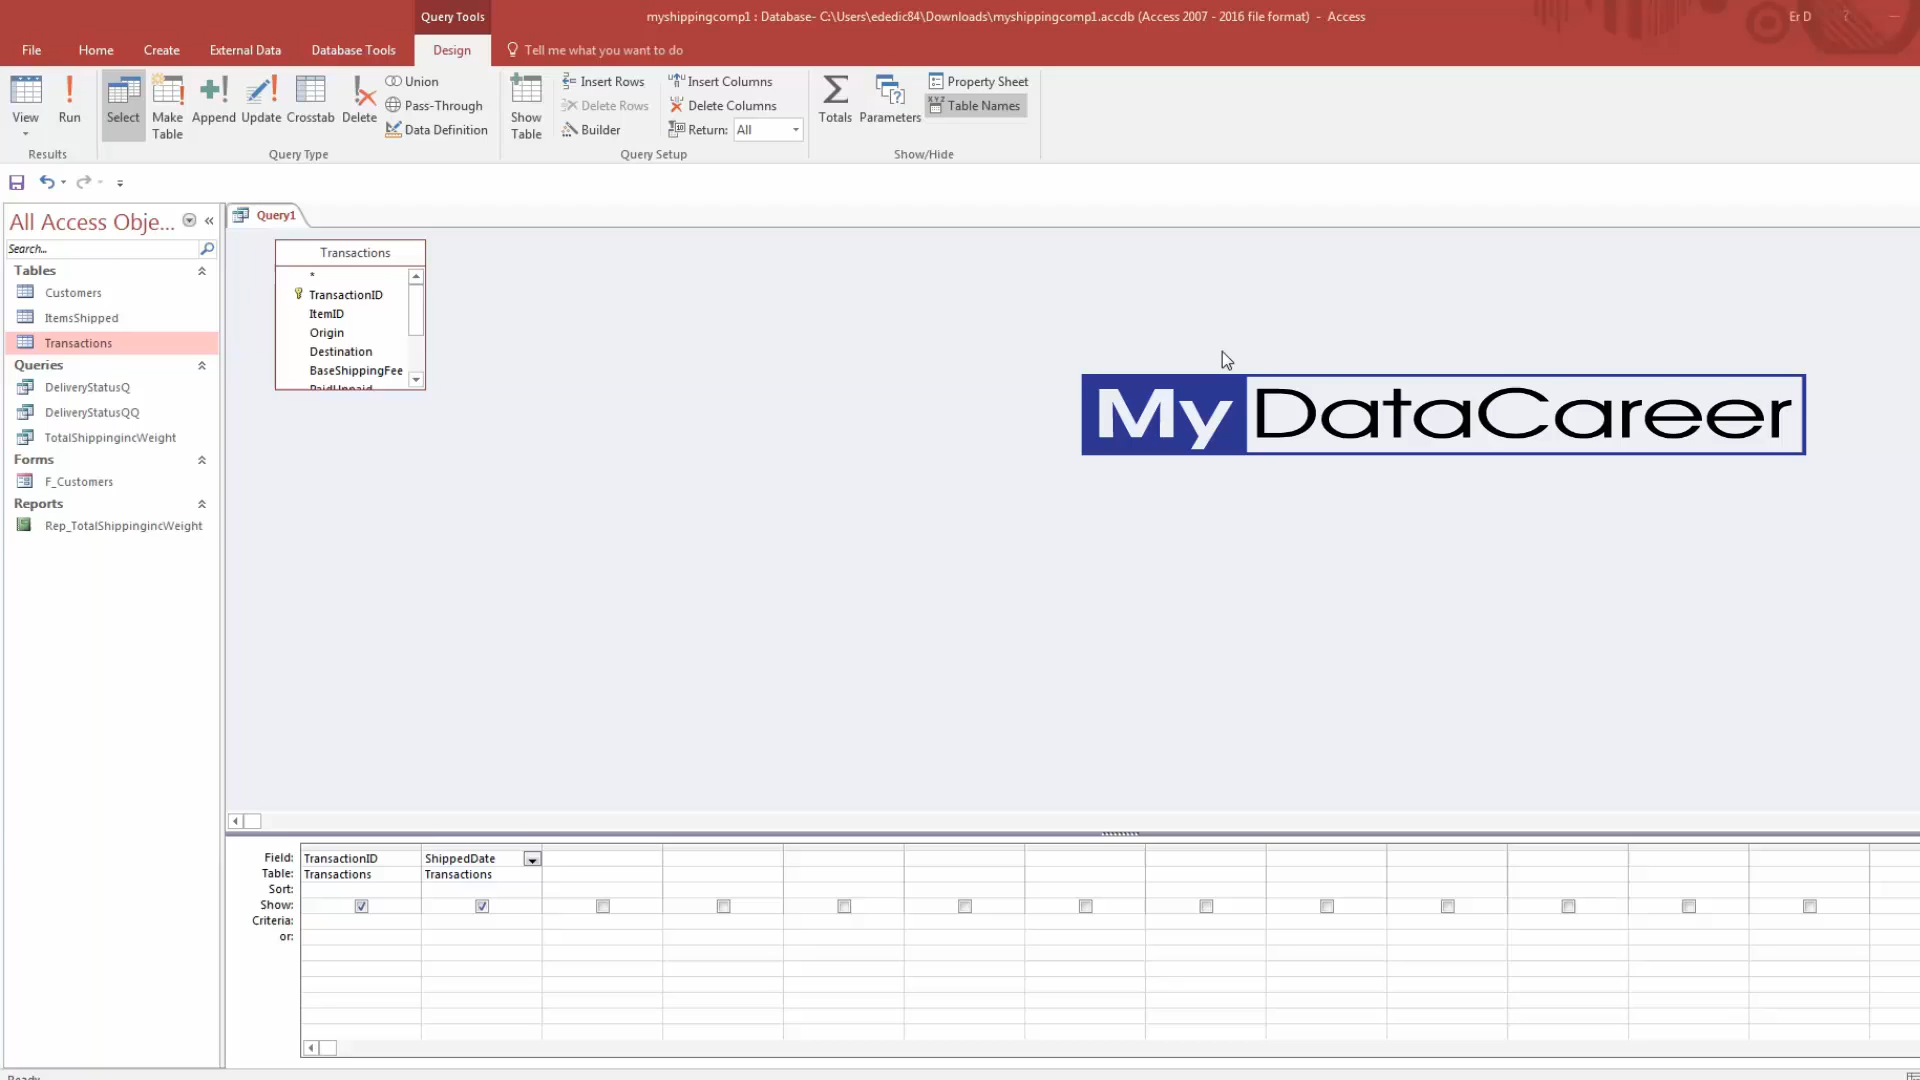 Query Tools
myshippingcomp1 : Database- C:\Users\ededic84\Downloads\myshippingcomp1.accdb (Access 2007 - 2016 file format) - Access
Er D
?
File Home Create External Data Database Tools Design Tell me what you want to do
View
Run
Select
Make Table
Append
Update
Crosstab
Delete
Union
Pass-Through
Data Definition
Show Table
Insert Rows
Delete Rows
Builder
Insert Columns
Delete Columns
Return: All
Totals
Parameters
Property Sheet
Table Names
Results
Query Type
Query Setup
Show/Hide
All Access Obje...
Search...
Tables
Customers
ItemsShipped
Transactions
Queries
DeliveryStatusQ
DeliveryStatusQQ
TotalShippingincWeight
Forms
F_Customers
Reports
Rep_TotalShippingincWeight
Query1
Transactions
*
TransactionID
ItemID
Origin
Destination
BaseShippingFee
PaidUnpaid
My DataCareer
Field: TransactionID ShippedDate
Table: Transactions Transactions
Sort:
Show:
Criteria:
or:
Ready